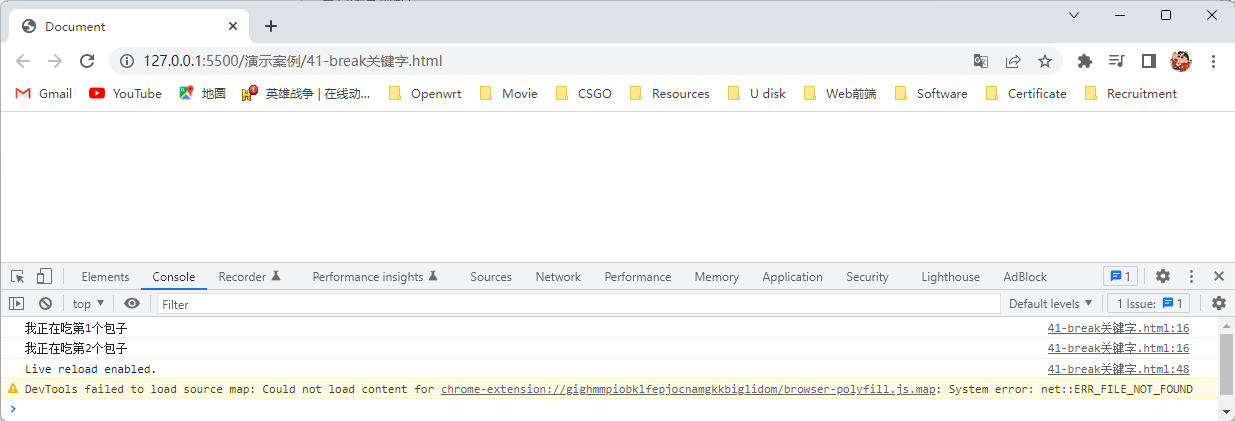 Document
127.0.0.1:5500/演示案例/41-break关键字.html
Gmail YouTube 地图 英雄战争 | 在线动... Openwrt Movie CSGO Resources U disk Web前端 Software Certificate Recruitment
Elements Console Recorder Performance insights Sources Network Performance Memory Application Security Lighthouse AdBlock 1
top Filter Default levels 1 Issue: 1
我正在吃第1个包子 41-break关键字.html:16
我正在吃第2个包子 41-break关键字.html:16
Live reload enabled. 41-break关键字.html:48
DevTools failed to load source map: Could not load content for chrome-extension://gighmmpiobklfepjocnamgkkbiglidom/browser-polyfill.js.map: System error: net::ERR_FILE_NOT_FOUND